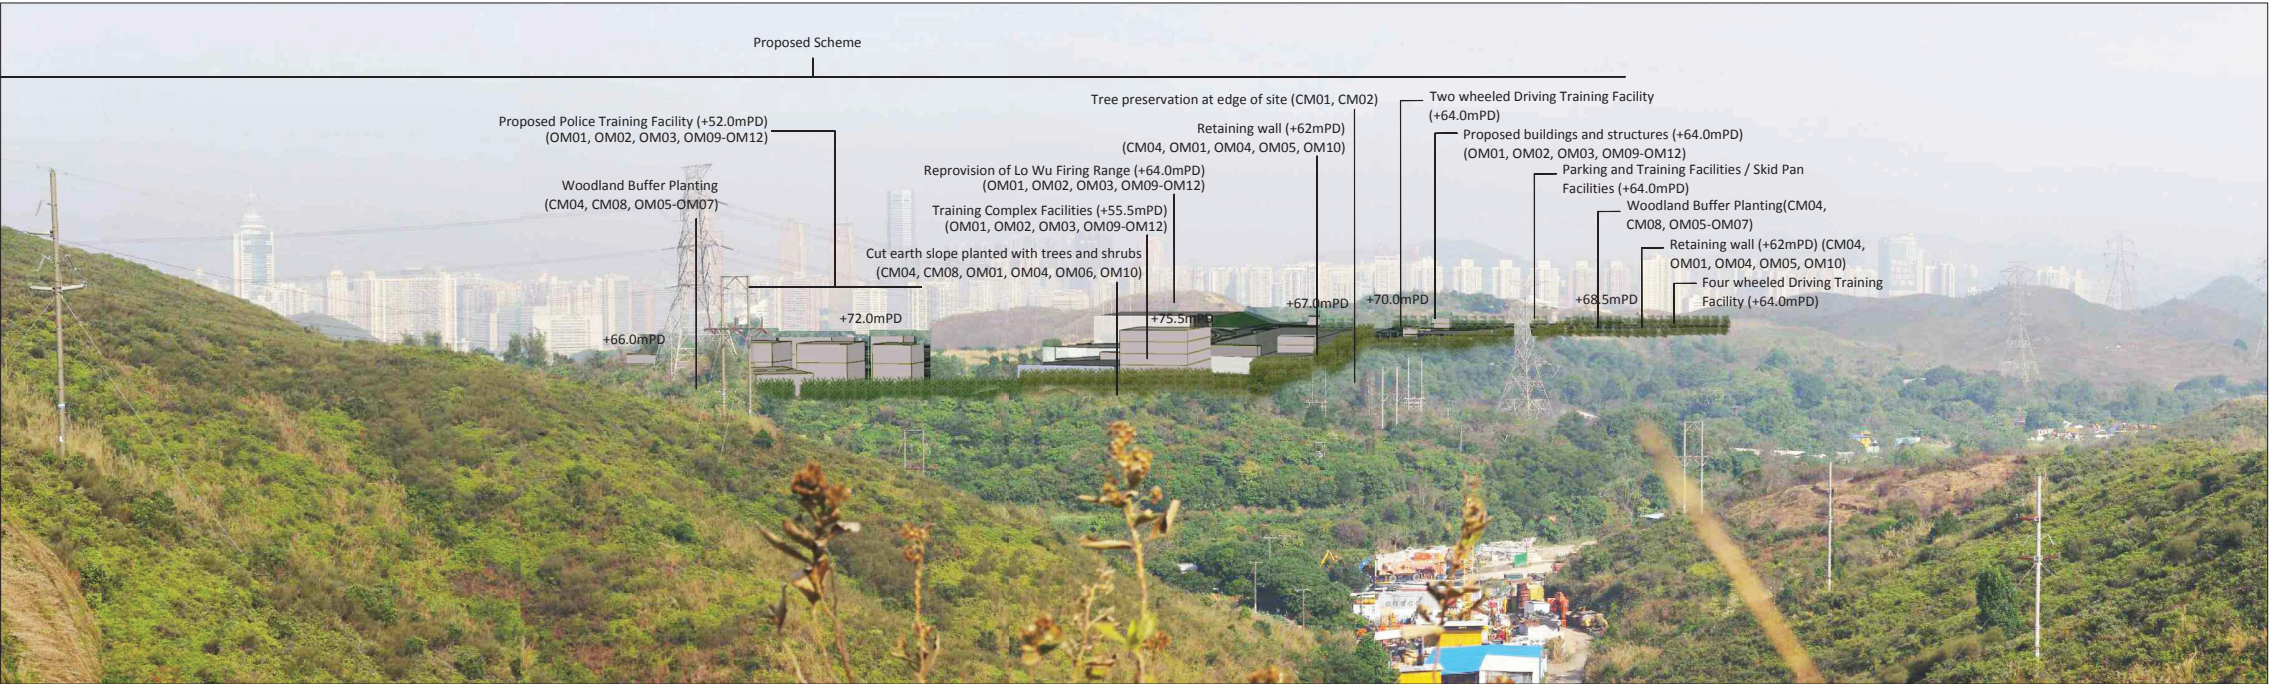 Proposed Scheme
Proposed Police Training Facility (+52.0mPD)
(OM01, OM02, OM03, OM09-OM12)
Woodland Buffer Planting
(CM04, CM08, OM05-OM07)
Tree preservation at edge of site (CM01, CM02)
Retaining wall (+62mPD)
(CM04, OM01, OM04, OM05, OM10)
Reprovision of Lo Wu Firing Range (+64.0mPD)
(OM01, OM02, OM03, OM09-OM12)
Training Complex Facilities (+55.5mPD)
(OM01, OM02, OM03, OM09-OM12)
Cut earth slope planted with trees and shrubs
(CM04, CM08, OM01, OM04, OM06, OM10)
Two wheeled Driving Training Facility
(+64.0mPD)
Proposed buildings and structures (+64.0mPD)
(OM01, OM02, OM03, OM09-OM12)
Parking and Training Facilities / Skid Pan
Facilities (+64.0mPD)
Woodland Buffer Planting(CM04,
CM08, OM05-OM07)
Retaining wall (+62mPD) (CM04,
OM01, OM04, OM05, OM10)
Four wheeled Driving Training
Facility (+64.0mPD)
+66.0mPD
+72.0mPD
+75.5mPD
+67.0mPD
+70.0mPD
+68.5mPD